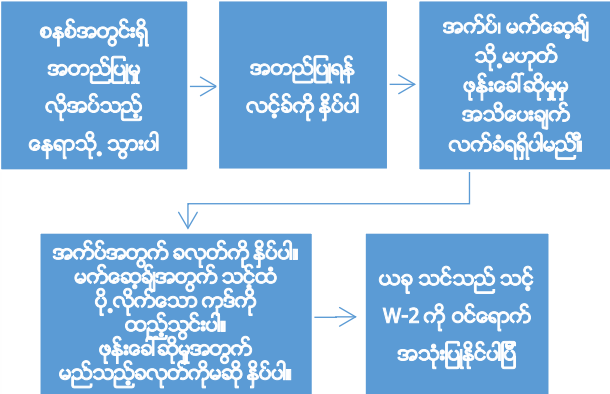 စနစ်အတွင်းရှိ
အတည်ပြုမှု
လိုအပ်သည့်
နေရာသို့ သွားပါ
အတည်ပြုရန်
လင့်ခ်ကို နှိပ်ပါ
အက်ပ်၊ မက်ဆေ့ချ်
သို့မဟုတ်
ဖုန်းခေါ်ဆိုမှုမှ
အသိပေးချက်
လက်ခံရရှိပါမည်။
အက်ပ်အတွက် ခလုတ်ကို နှိပ်ပါ။
မက်ဆေ့ချ်အတွက် သင့်ထံ
ပို့လိုက်သော ကုဒ်ကို
ထည့်သွင်းပါ။
ဖုန်းခေါ်ဆိုမှုအတွက်
မည်သည့်ခလုတ်ကိုမဆို နှိပ်ပါ။
ယခု သင်သည် သင့်
W-2 ကို ဝင်ရောက်
အသုံးပြုနိုင်ပါပြီ